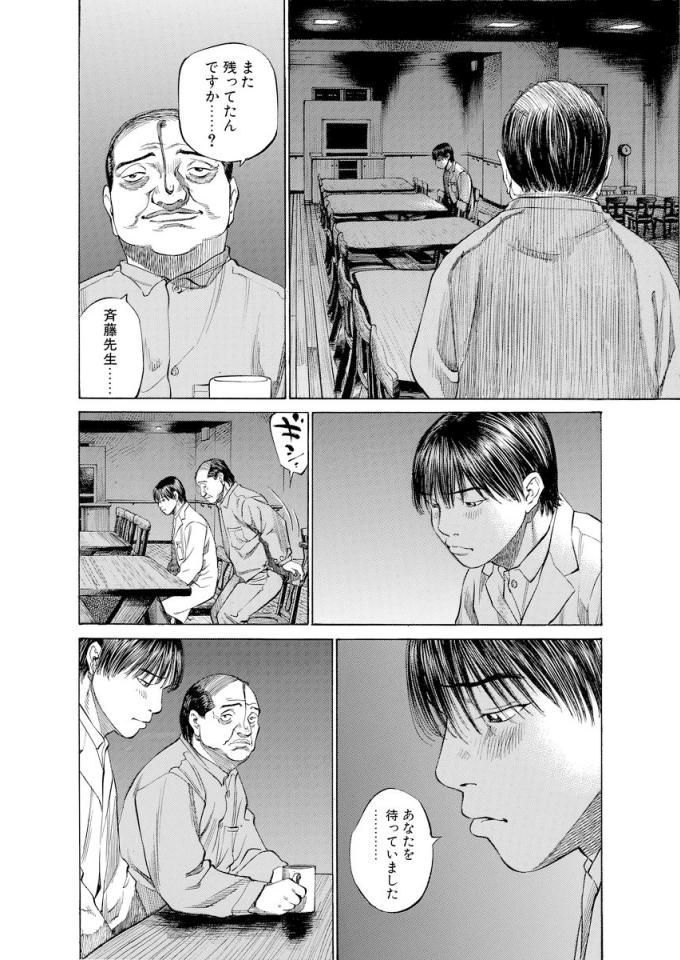 また
残ってたん
ですか……？
斉藤先生……
ギシッ
あなたを
待っていました
………